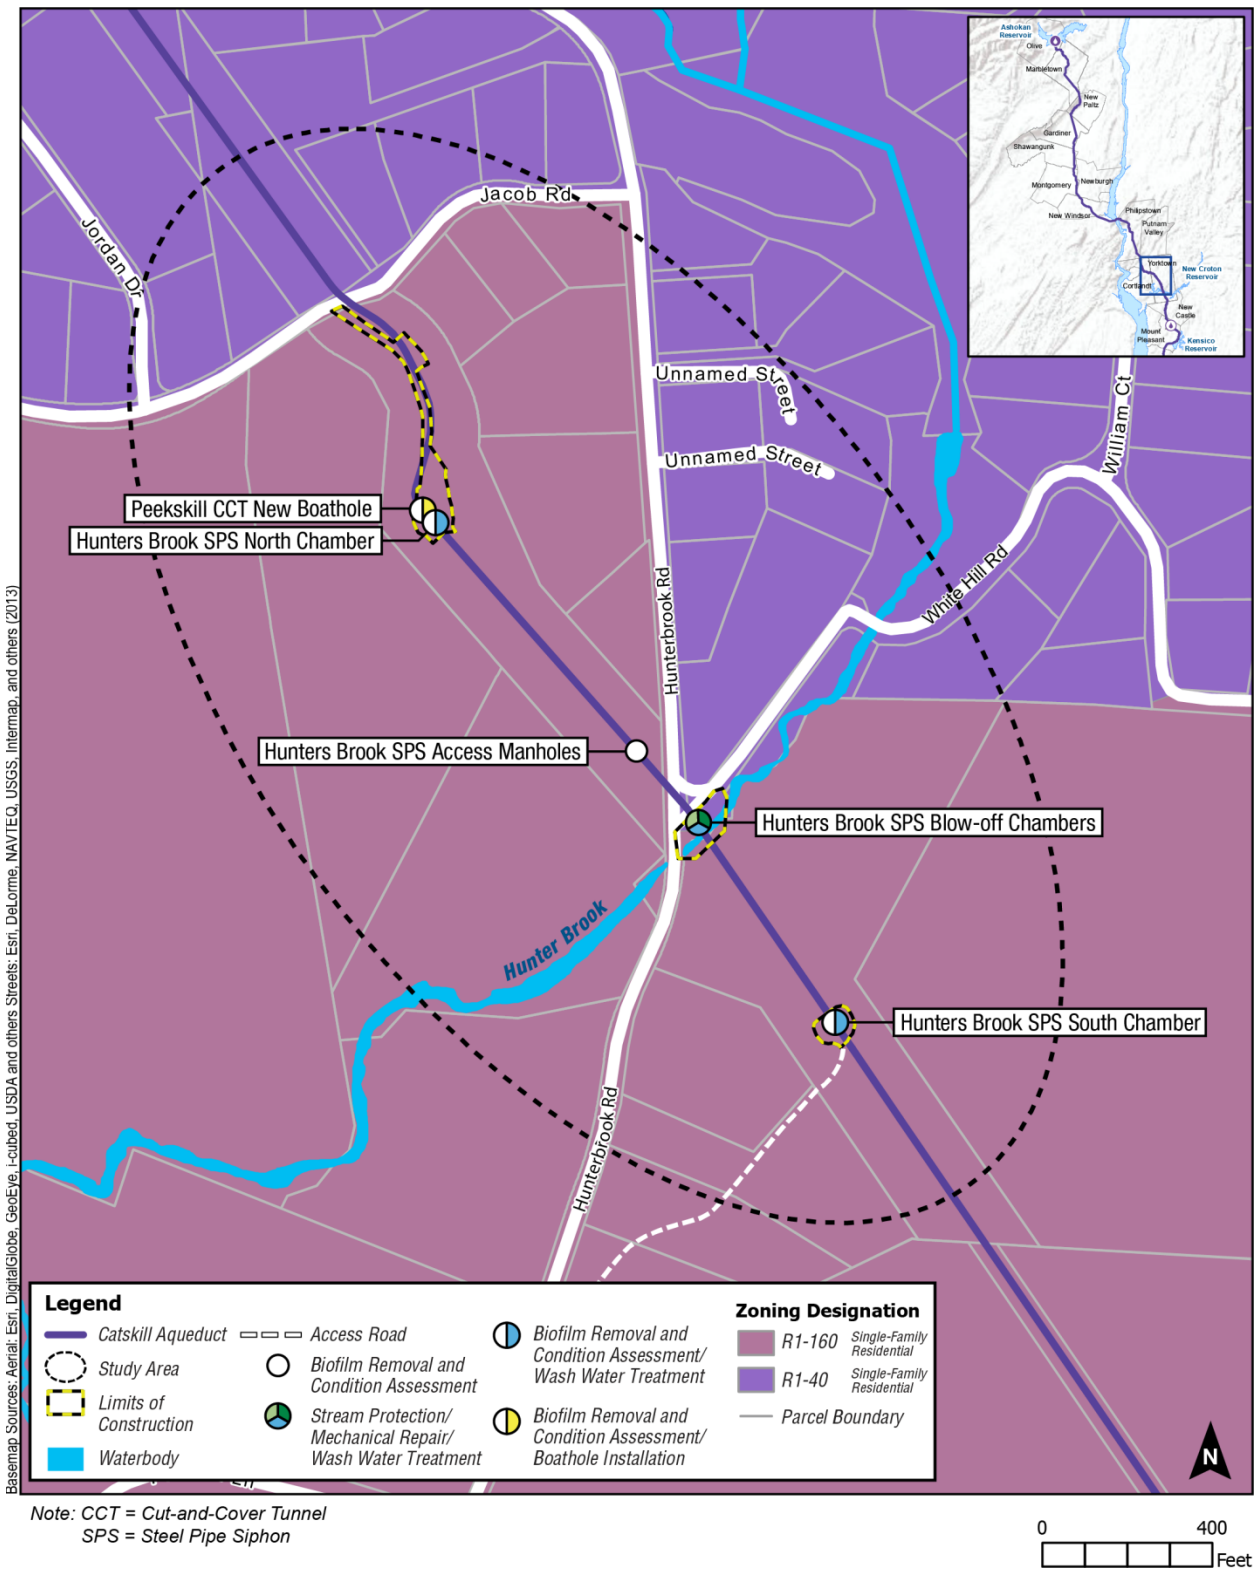 Ashokan
Reservoir
Olive
Marbletown
New
Paltz
Gardiner
Shawangunk
Montgomery
Newburgh
New Windsor
Philipstown
Putnam
Valley
Yorktown
New Croton
Reservoir
Cortlandt
New
Castle
Mount
Pleasant
Kensico
Reservoir
Jacob Rd
Jordan Dr
Unnamed Street
Unnamed Street
William Ct
White Hill Rd
Hunterbrook Rd
Peekskill CCT New Boathole
Hunters Brook SPS North Chamber
Hunters Brook SPS Access Manholes
Hunters Brook SPS Blow-off Chambers
Hunter Brook
Hunters Brook SPS South Chamber
Hunterbrook Rd
Basemap Sources: Aerial: Esri, DigitalGlobe, GeoEye, i-cubed, USDA and others Streets: Esri, DeLorme, NAVTEQ, USGS, Intermap, and others (2013)
Legend
Catskill Aqueduct
Study Area
Limits of
Construction
Waterbody
Access Road
Biofilm Removal and
Condition Assessment
Stream Protection/
Mechanical Repair/
Wash Water Treatment
Biofilm Removal and
Condition Assessment/
Wash Water Treatment
Biofilm Removal and
Condition Assessment/
Boathole Installation
Zoning Designation
R1-160 Single-Family
Residential
R1-40 Single-Family
Residential
Parcel Boundary
N
Note: CCT = Cut-and-Cover Tunnel
SPS = Steel Pipe Siphon
0 400
Feet